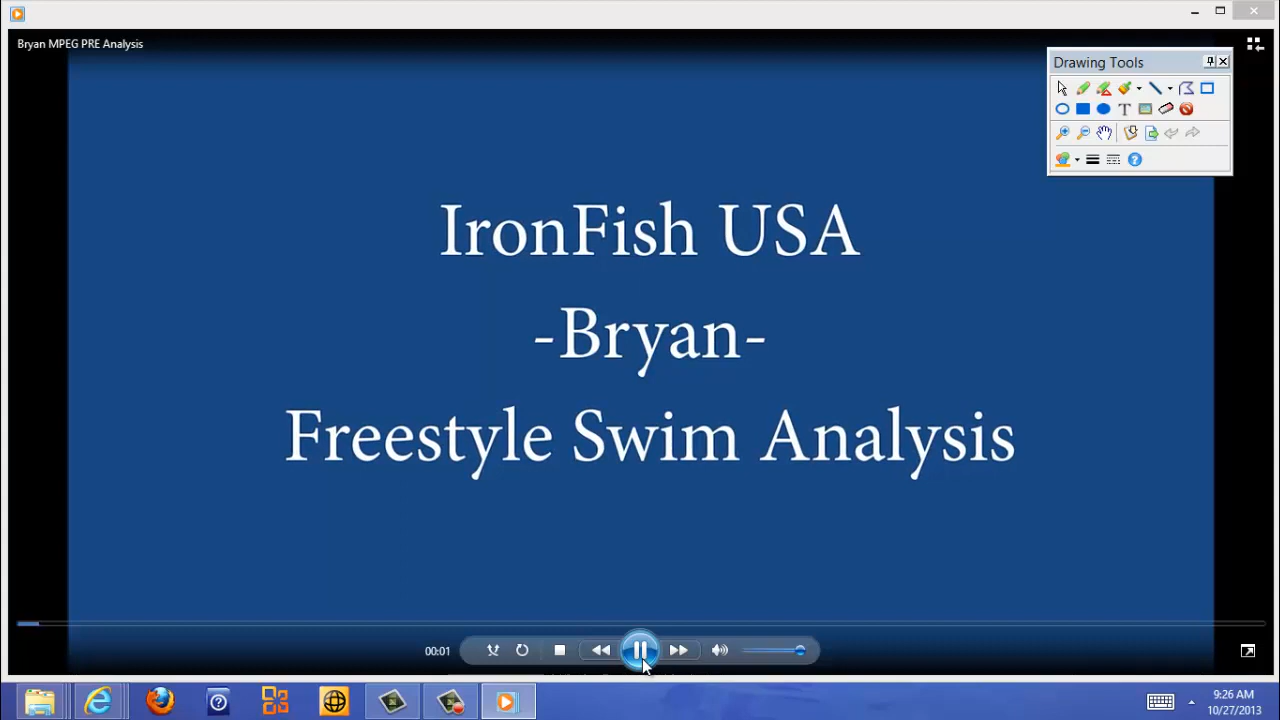 Bryan MPEG PRE Analysis
Drawing Tools
IronFish USA
-Bryan-
Freestyle Swim Analysis
00:01
9:26 AM
10/27/2013